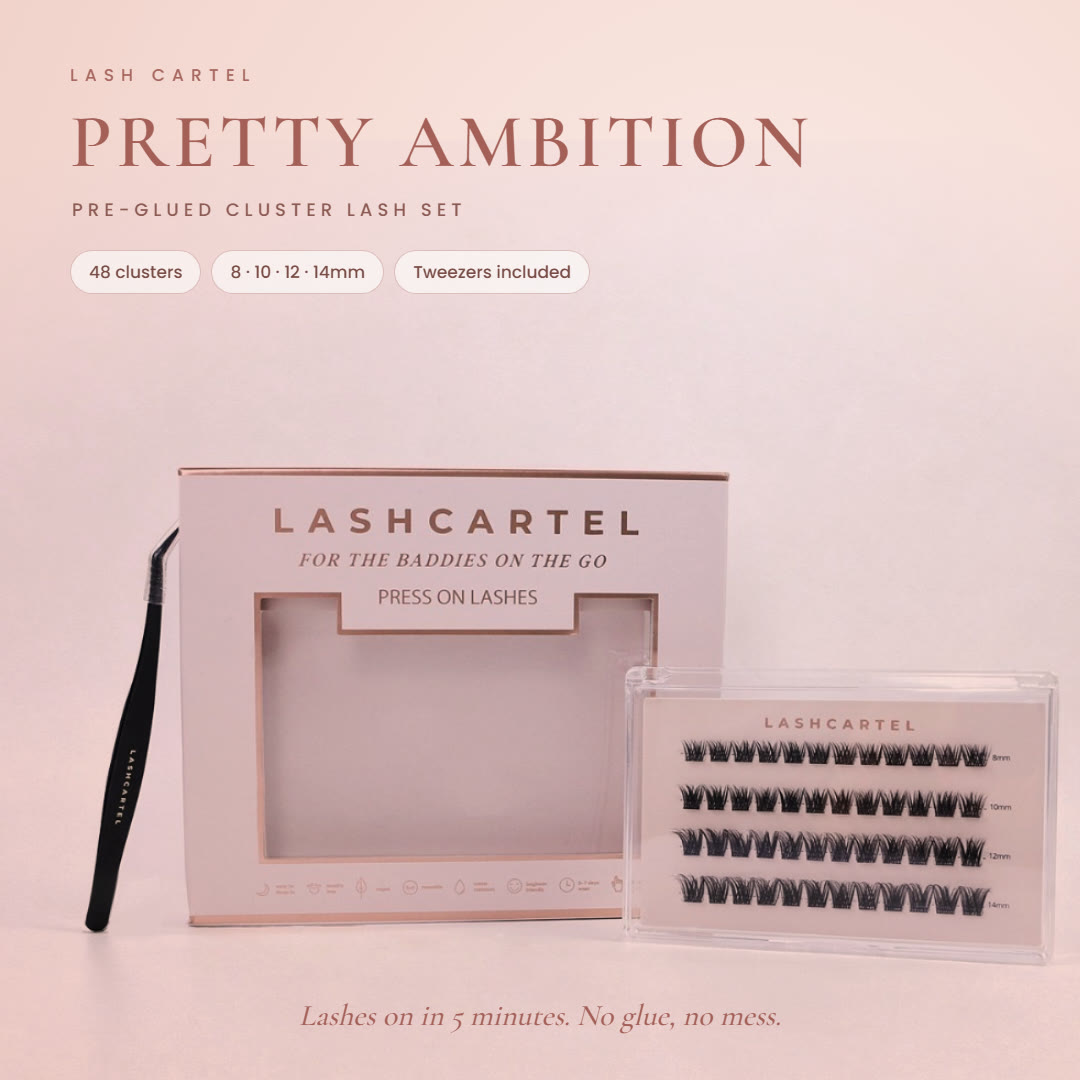 LASH CARTEL
PRETTY AMBITION
PRE-GLUED CLUSTER LASH SET
48 clusters
8 · 10 · 12 · 14mm
Tweezers included
LASHCARTEL
FOR THE BADDIES ON THE GO
PRESS ON LASHES
LASHCARTEL
LASHCARTEL
8mm
10mm
12mm
14mm
vegan
reusable
Lashes on in 5 minutes. No glue, no mess.